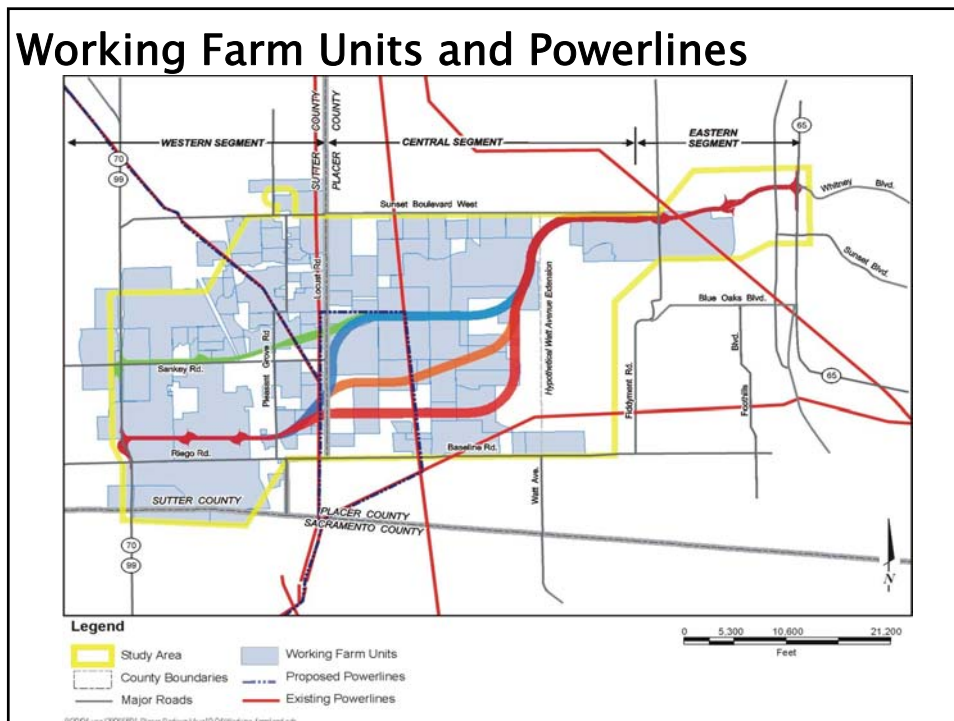 Working Farm Units and Powerlines
SUTTER COUNTY
PLACER COUNTY
WESTERN SEGMENT
CENTRAL SEGMENT
EASTERN
SEGMENT
65
70
99
Whitney Blvd.
Sunset Boulevard West
Sunset Blvd.
Locust Rd.
Hypothetical Watt Avenue Extension
Blue Oaks Blvd.
Pleasant Grove Rd
Sankey Rd.
Fiddyment Rd.
Foothills Blvd.
65
Riego Rd.
Baseline Rd.
Watt Ave.
SUTTER COUNTY
PLACER COUNTY
SACRAMENTO COUNTY
70
99
N
Legend
Study Area
Working Farm Units
County Boundaries
Proposed Powerlines
Major Roads
Existing Powerlines
0 5,300 10,600 21,200
Feet